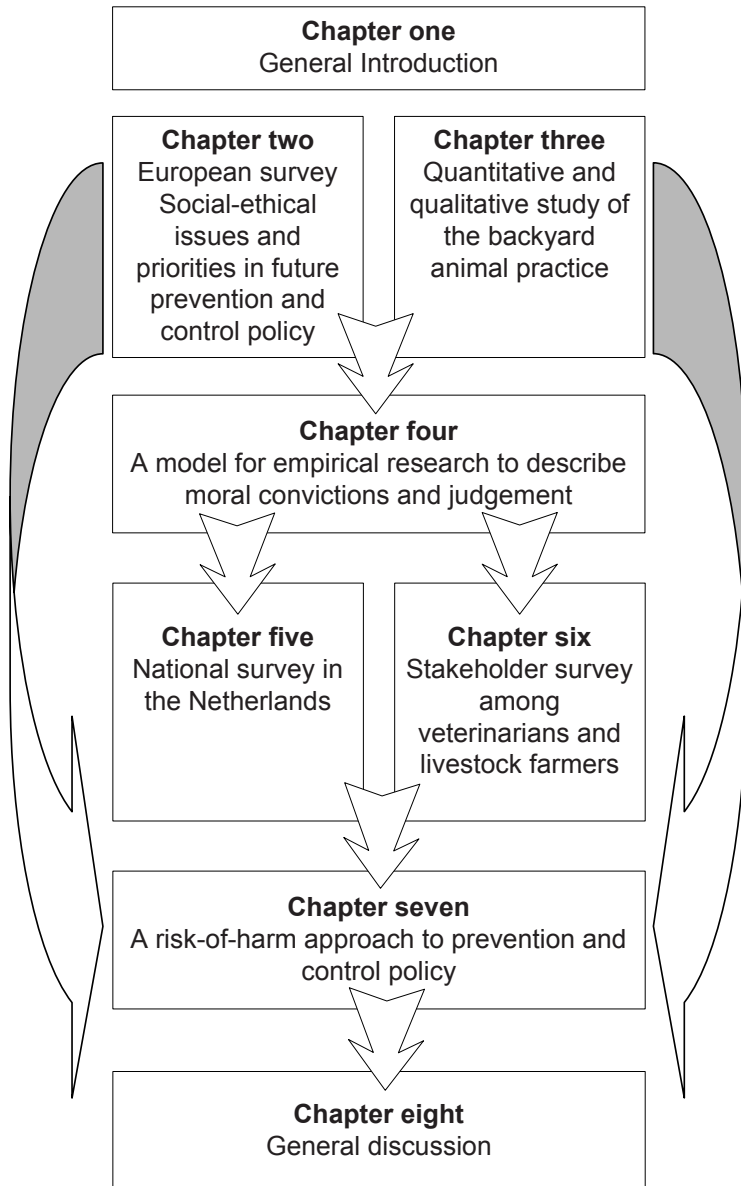 Chapter one
General Introduction
Chapter two
European survey
Social-ethical
issues and
priorities in future
prevention and
control policy
Chapter three
Quantitative and
qualitative study of
the backyard
animal practice
Chapter four
A model for empirical research to describe
moral convictions and judgement
Chapter five
National survey in
the Netherlands
Chapter six
Stakeholder survey
among
veterinarians and
livestock farmers
Chapter seven
A risk-of-harm approach to prevention and
control policy
Chapter eight
General discussion